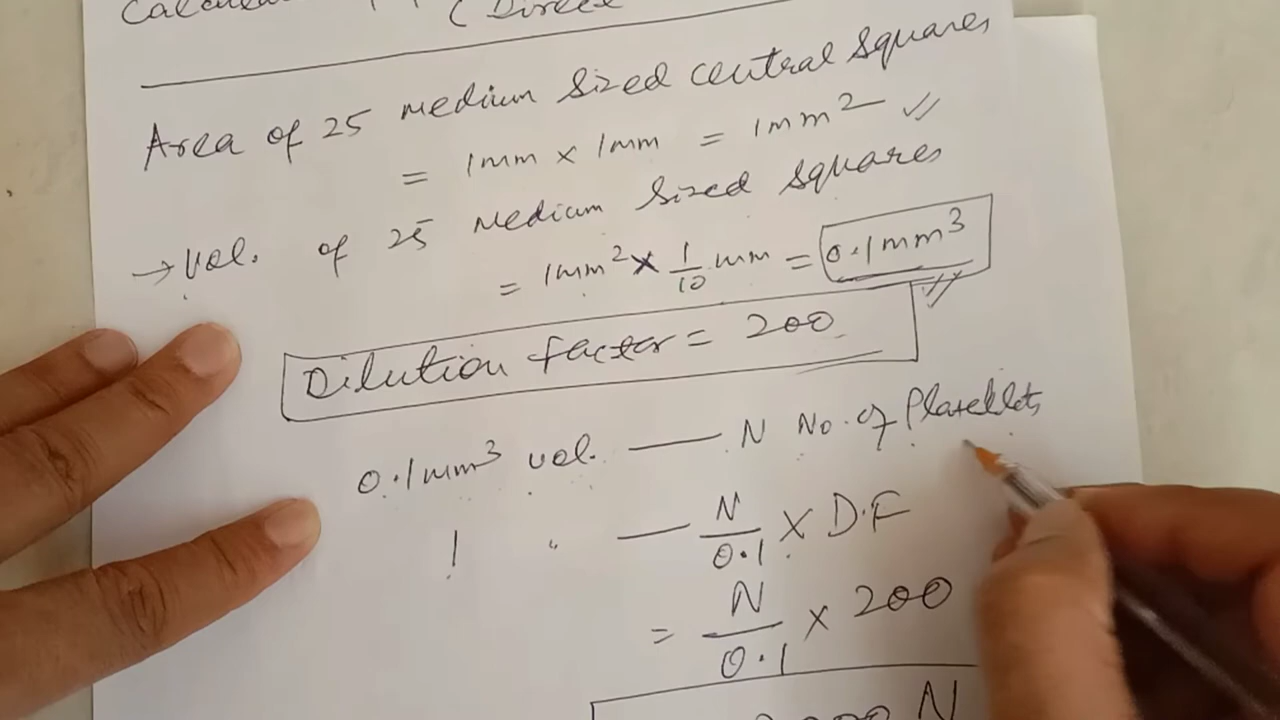 (Direct
Area of 25 medium sized central squares
= 1mm x 1mm = 1mm²
→ Vol. of 25 Medium sized squares
= 1mm² x 1/10 mm = 0.1mm³
Dilution factor = 200
0.1mm³ vol. — N No. of Platelets
1 " — N/0.1 X D.F
= N/0.1 x 200
N